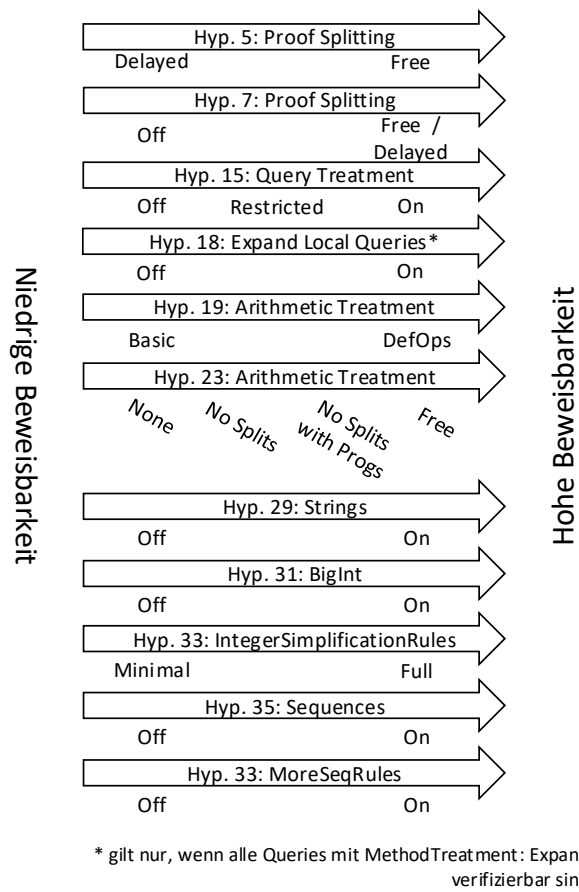 Hyp. 5: Proof Splitting
Delayed Free
Hyp. 7: Proof Splitting
Off Free / Delayed
Hyp. 15: Query Treatment
Off Restricted On
Hyp. 18: Expand Local Queries*
Off On
Hyp. 19: Arithmetic Treatment
Basic DefOps
Hyp. 23: Arithmetic Treatment
None No Splits No Splits with Progs Free
Hyp. 29: Strings
Off On
Hyp. 31: BigInt
Off On
Hyp. 33: IntegerSimplificationRules
Minimal Full
Hyp. 35: Sequences
Off On
Hyp. 33: MoreSeqRules
Off On
Niedrige Beweisbarkeit
Hohe Beweisbarkeit
* gilt nur, wenn alle Queries mit MethodTreatment: Expan
verifizierbar sin